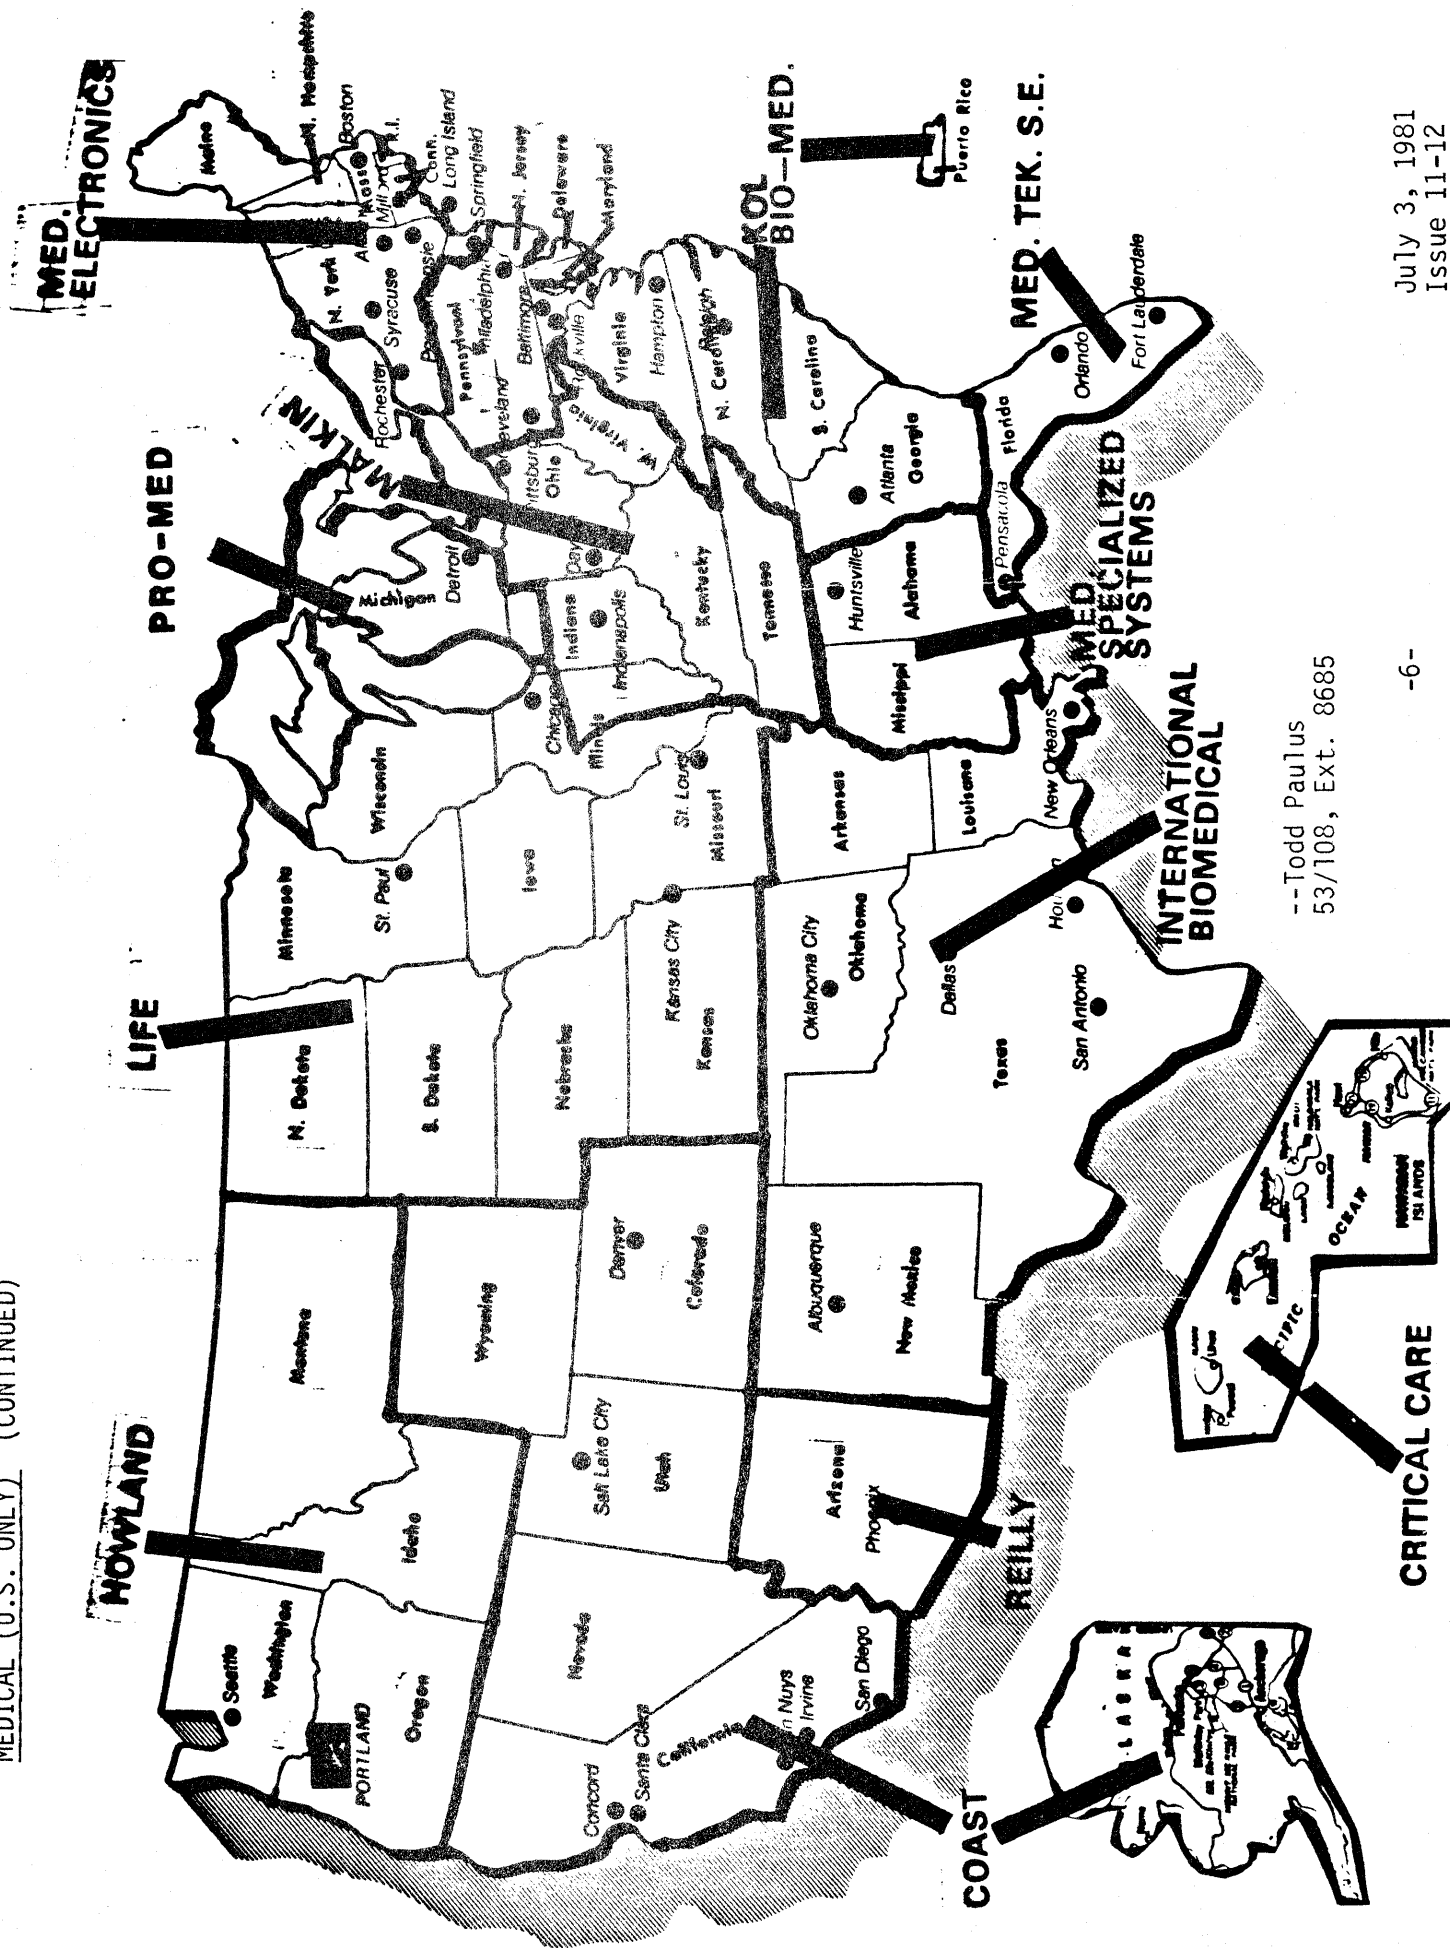 MEDICAL (U.S. ONLY) (CONTINUED)
HOWLAND
LIFE
PRO-MED
MALKIN
MED.
ELECTRONICS
Seattle
Washington
PORTLAND
Oregon
Idaho
Montana
Wyoming
N. Dakota
S. Dakota
Nebraska
Kansas
Kansas City
Minnesota
St. Paul
Wisconsin
Iowa
Missouri
St. Louis
Chicago
Michigan
Detroit
Indiana
Indianapolis
Ohio
Kentucky
Tennessee
W. Virginia
Virginia
Hampton
N. Carolina
Raleigh
S. Carolina
Maine
N. Hampshire
Boston
Mass
R.I.
Conn.
Milford
Long Island
Springfield
N. Jersey
Delaware
Maryland
N. York
Syracuse
Rochester
Baltimore
Concord
Santa Clara
California
Nevada
Salt Lake City
Utah
Denver
Colorado
Irvine
San Diego
Arizona
Phoenix
Albuquerque
New Mexico
Oklahoma City
Oklahoma
Dallas
Texas
San Antonio
Arkansas
Louisana
New Orleans
Mississippi
Alabama
Huntsville
Atlanta
Georgia
Pensacola
Florida
Orlando
Fort Lauderdale
Puerto Rico
KOL
BIO-MED.
MED. TEK. S.E.
MED.
SPECIALIZED
SYSTEMS
INTERNATIONAL
BIOMEDICAL
REILLY
COAST
CRITICAL CARE
OCEAN
ISLANDS
--Todd Paulus
53/108, Ext. 8685
-6-
July 3, 1981
Issue 11-12